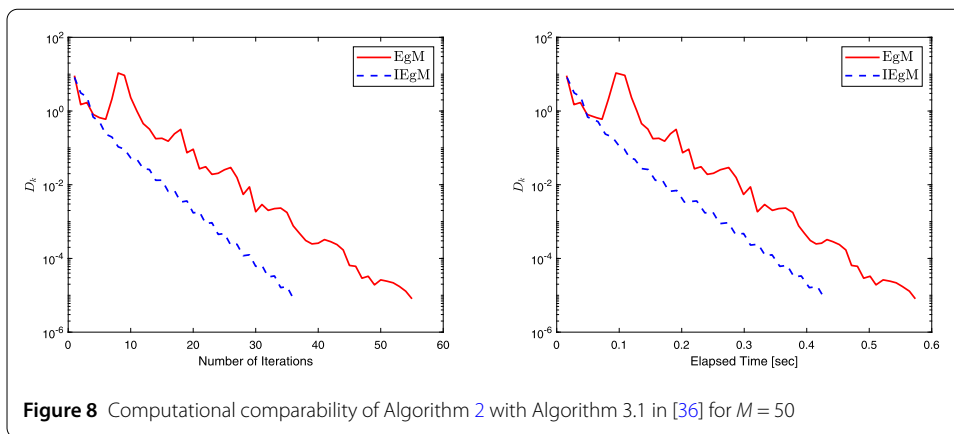 10^2
10^0
10^-2
10^-4
10^-6
D_k
0 10 20 30 40 50 60
Number of Iterations
EgM
IEgM
10^2
10^0
10^-2
10^-4
10^-6
D_k
0 0.1 0.2 0.3 0.4 0.5 0.6
Elapsed Time [sec]
EgM
IEgM
Figure 8 Computational comparability of Algorithm 2 with Algorithm 3.1 in [36] for M = 50